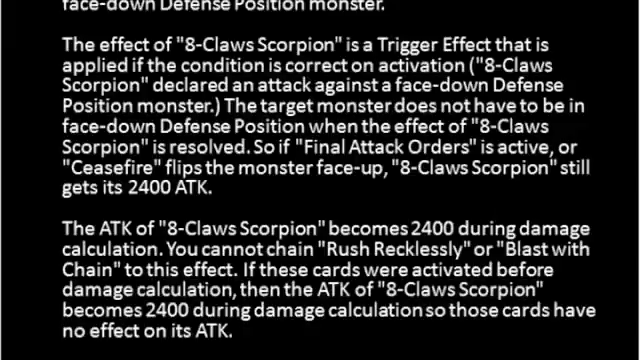 face-down Defense Position monster.
The effect of "8-Claws Scorpion" is a Trigger Effect that is
applied if the condition is correct on activation ("8-Claws
Scorpion" declared an attack against a face-down Defense
Position monster.) The target monster does not have to be in
face-down Defense Position when the effect of "8-Claws
Scorpion" is resolved. So if "Final Attack Orders" is active, or
"Ceasefire" flips the monster face-up, "8-Claws Scorpion" still
gets its 2400 ATK.
The ATK of "8-Claws Scorpion" becomes 2400 during damage
calculation. You cannot chain "Rush Recklessly" or "Blast with
Chain" to this effect. If these cards were activated before
damage calculation, then the ATK of "8-Claws Scorpion"
becomes 2400 during damage calculation so those cards have
no effect on its ATK.